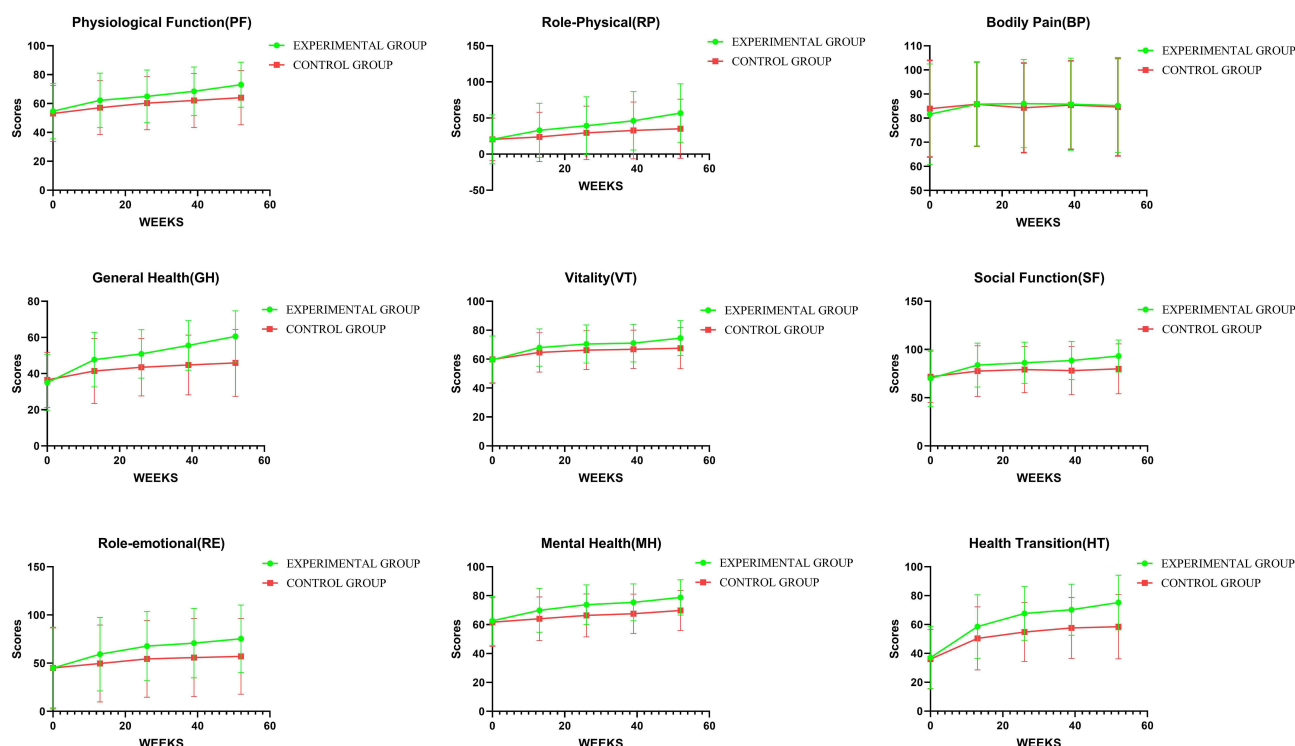 Physiological Function(PF)
100
80
60
40
20
0
Scores
0
20
40
60
WEEKS
EXPERIMENTAL GROUP
CONTROL GROUP
Role-Physical(RP)
150
100
50
0
-50
Scores
20
40
60
WEEKS
EXPERIMENTAL GROUP
CONTROL GROUP
Bodily Pain(BP)
110
100
90
80
70
60
50
Scores
0
20
40
60
WEEKS
EXPERIMENTAL GROUP
CONTROL GROUP
General Health(GH)
80
60
40
20
0
Scores
0
20
40
60
WEEKS
EXPERIMENTAL GROUP
CONTROL GROUP
Vitality(VT)
100
80
60
40
20
0
Scores
0
20
40
60
WEEKS
EXPERIMENTAL GROUP
CONTROL GROUP
Social Function(SF)
150
100
50
0
Scores
0
20
40
60
WEEKS
EXPERIMENTAL GROUP
CONTROL GROUP
Role-emotional(RE)
150
100
50
0
Scores
0
20
40
60
WEEKS
EXPERIMENTAL GROUP
CONTROL GROUP
Mental Health(MH)
100
80
60
40
20
0
Scores
0
20
40
60
WEEKS
EXPERIMENTAL GROUP
CONTROL GROUP
Health Transition(HT)
100
80
60
40
20
0
Scores
0
20
40
60
WEEKS
EXPERIMENTAL GROUP
CONTROL GROUP